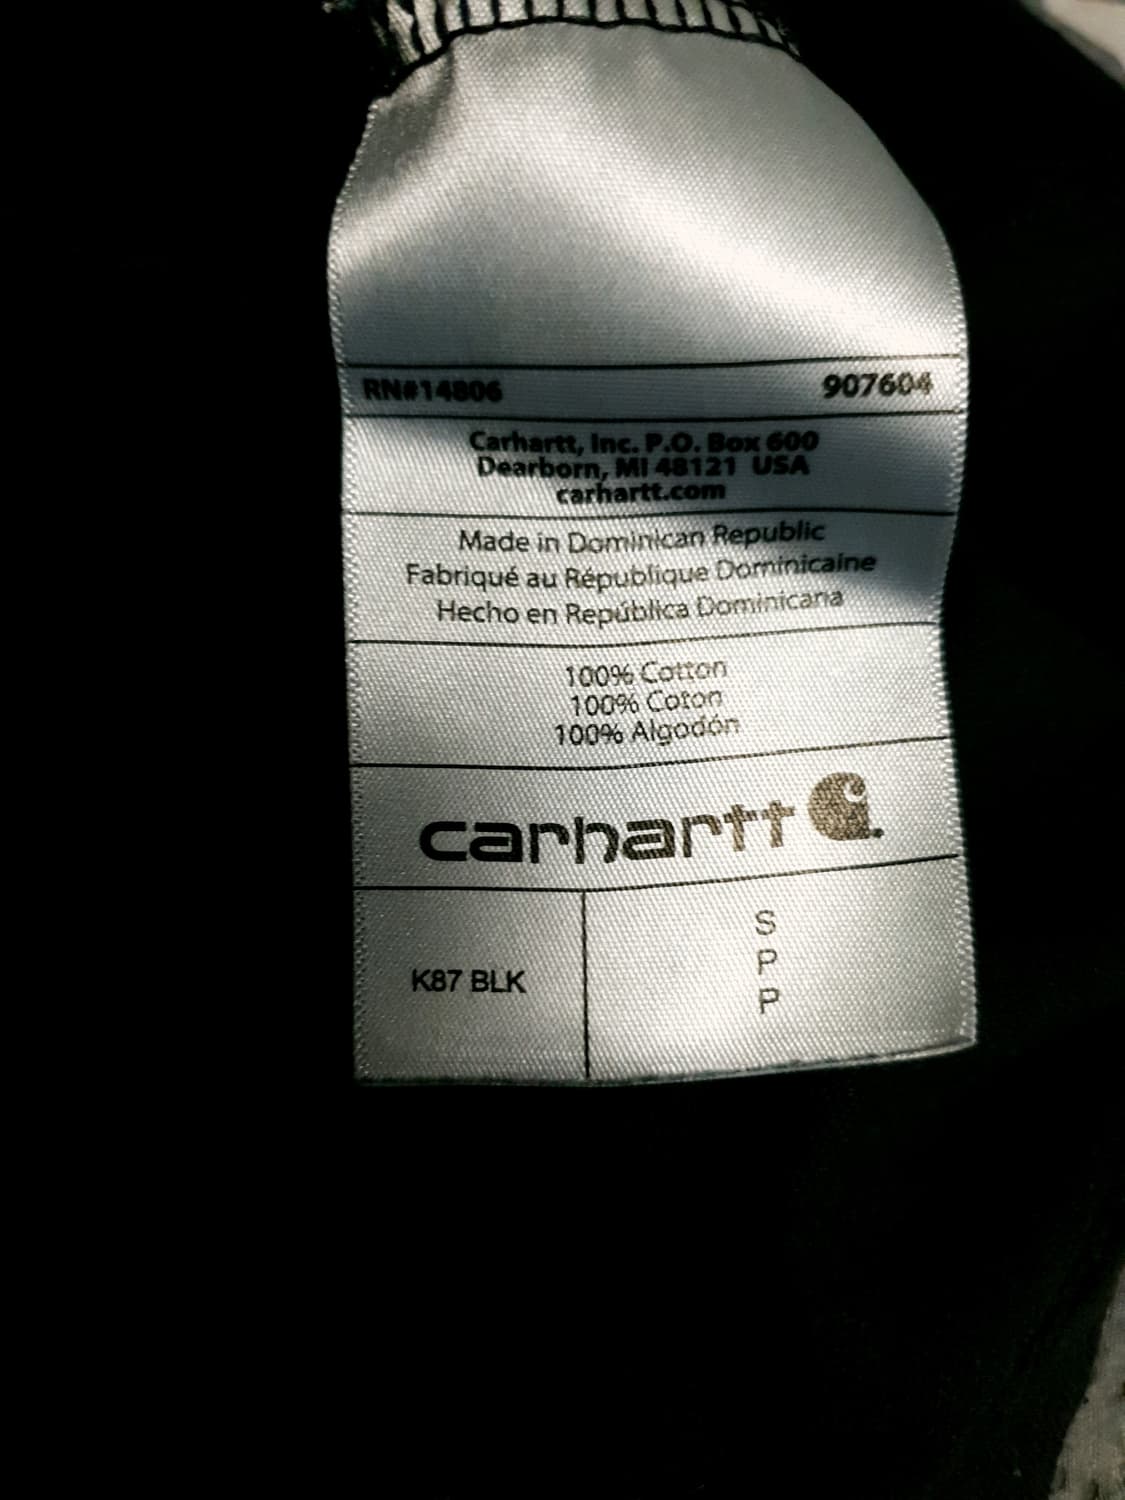 RN#14806 907604
Carhartt, Inc. P.O. Box 600
Dearborn, MI 48121 USA
carhartt.com
Made in Dominican Republic
Fabriqué au République Dominicaine
Hecho en República Dominicana
100% Cotton
100% Coton
100% Algodón
carhartt
K87 BLK
S
P
P